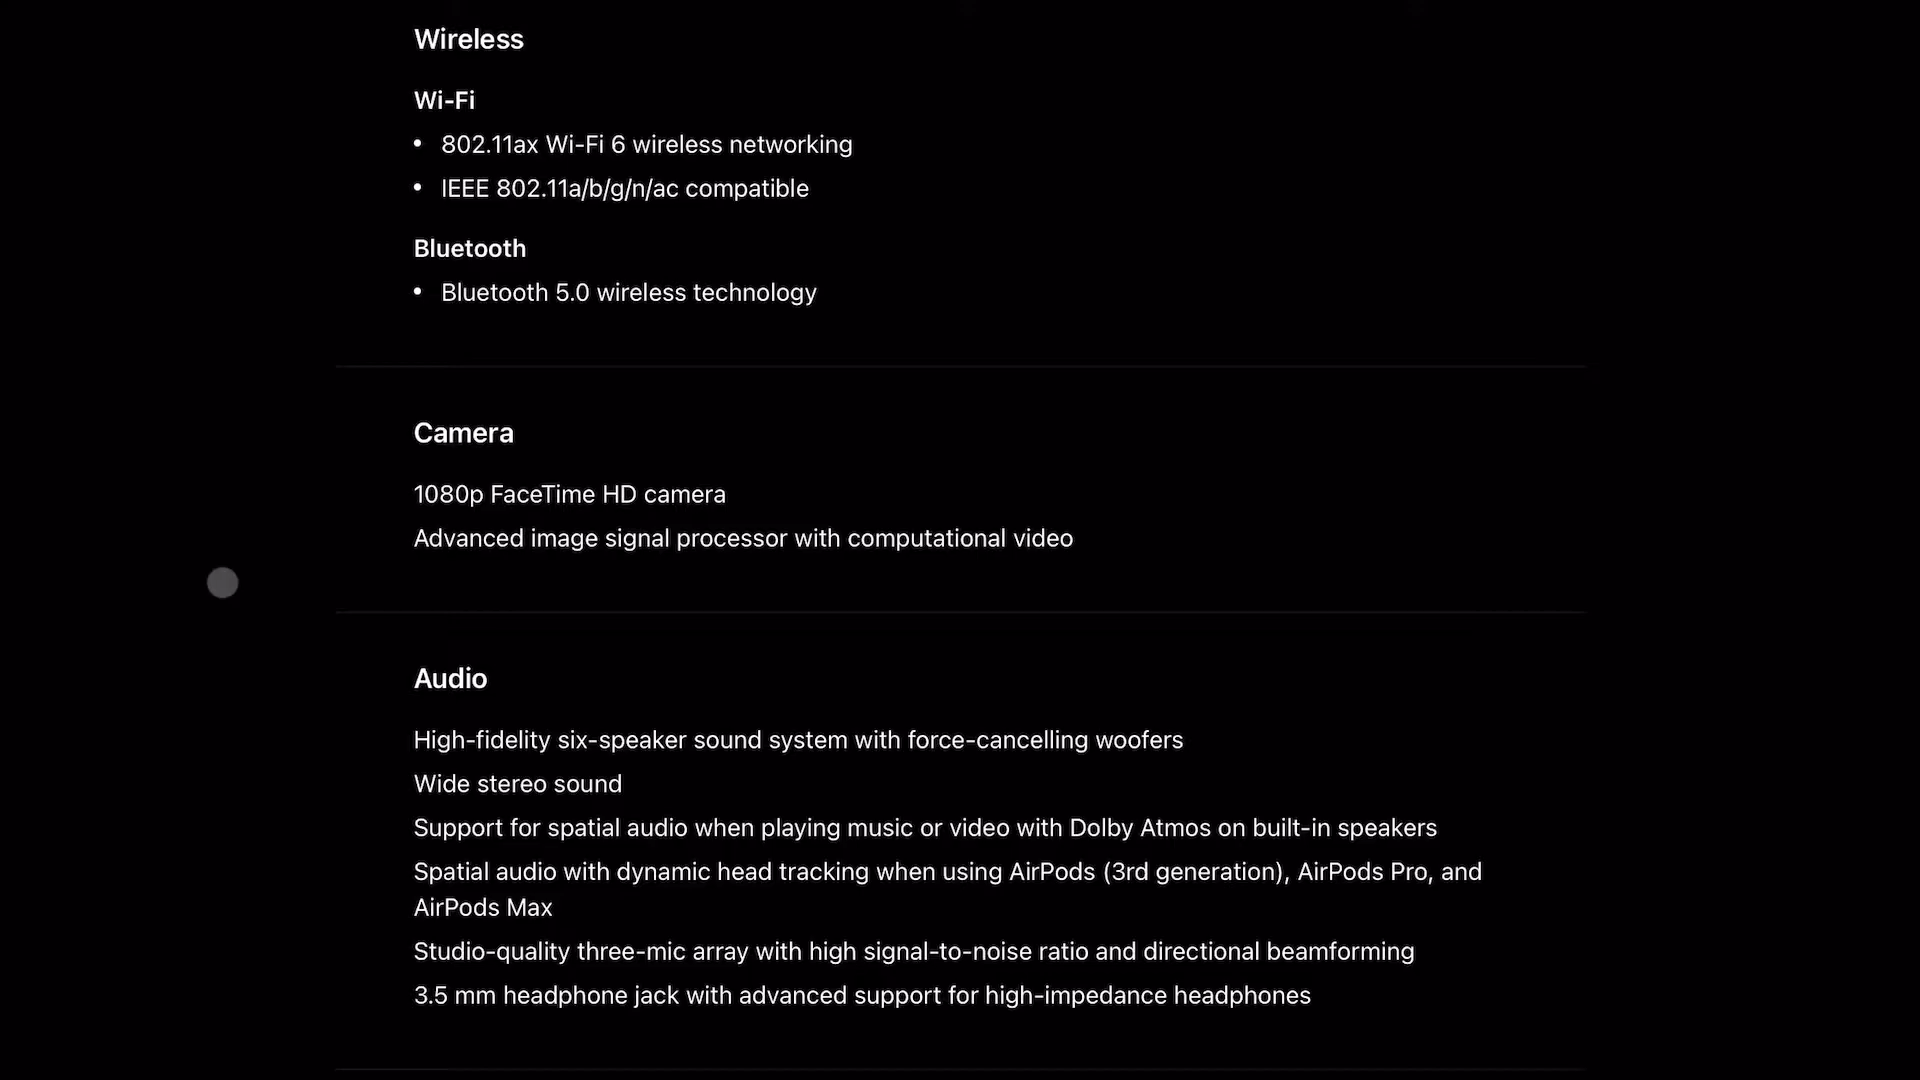 Wireless
Wi-Fi
• 802.11ax Wi-Fi 6 wireless networking
• IEEE 802.11a/b/g/n/ac compatible
Bluetooth
• Bluetooth 5.0 wireless technology
Camera
1080p FaceTime HD camera
Advanced image signal processor with computational video
Audio
High-fidelity six-speaker sound system with force-cancelling woofers
Wide stereo sound
Support for spatial audio when playing music or video with Dolby Atmos on built-in speakers
Spatial audio with dynamic head tracking when using AirPods (3rd generation), AirPods Pro, and
AirPods Max
Studio-quality three-mic array with high signal-to-noise ratio and directional beamforming
3.5 mm headphone jack with advanced support for high-impedance headphones